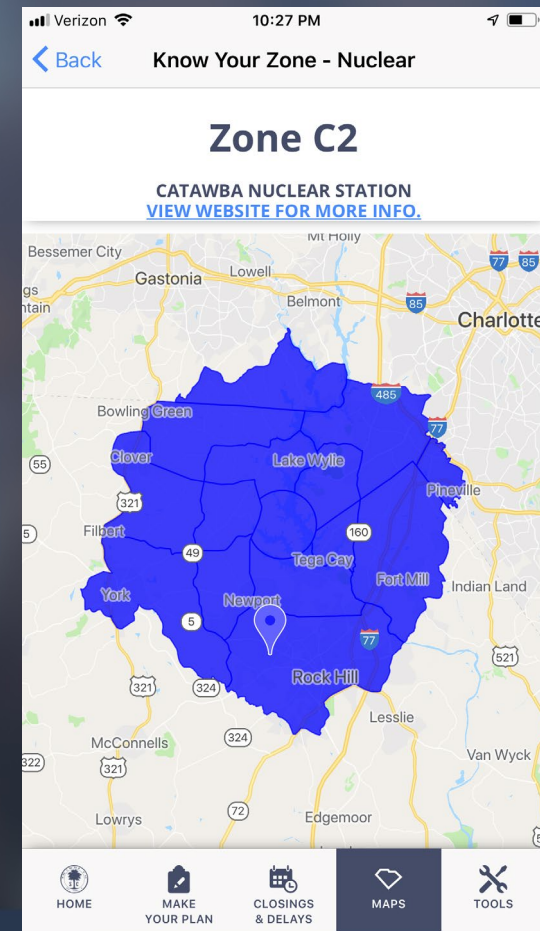 Verizon 10:27 PM
Back Know Your Zone - Nuclear
Zone C2
CATAWBA NUCLEAR STATION
VIEW WEBSITE FOR MORE INFO.
Mt Holly
Bessemer City
77 85
Gastonia Lowell
gs
ntain
Belmont 85
Charlotte
485
Bowling Green
77
Clover Lake Wylie
55
Pineville
321
Filbert 160
5
49
Tega Cay
Fort Mill
York Newport Indian Land
5
77
521
Rock Hill
321 324
Lesslie
324
McConnells
Van Wyck
322 321
72
Lowrys Edgemoor
5
HOME
MAKE
YOUR PLAN
CLOSINGS
& DELAYS
MAPS
TOOLS